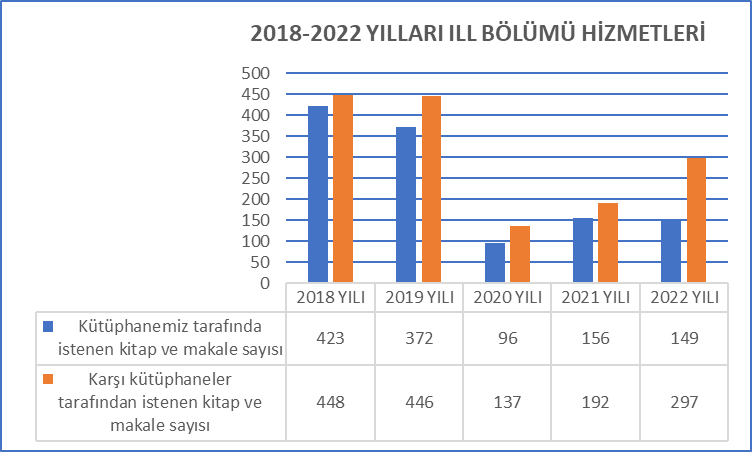 2018-2022 YILLARI ILL BÖLÜMÜ HİZMETLERİ
500
450
400
350
300
250
200
150
100
50
0
2018 YILI 2019 YILI 2020 YILI 2021 YILI 2022 YILI
Kütüphanemiz tarafında
istenen kitap ve makale sayısı
423 372 96 156 149
Karşı kütüphaneler
tarafından istenen kitap ve
makale sayısı
448 446 137 192 297